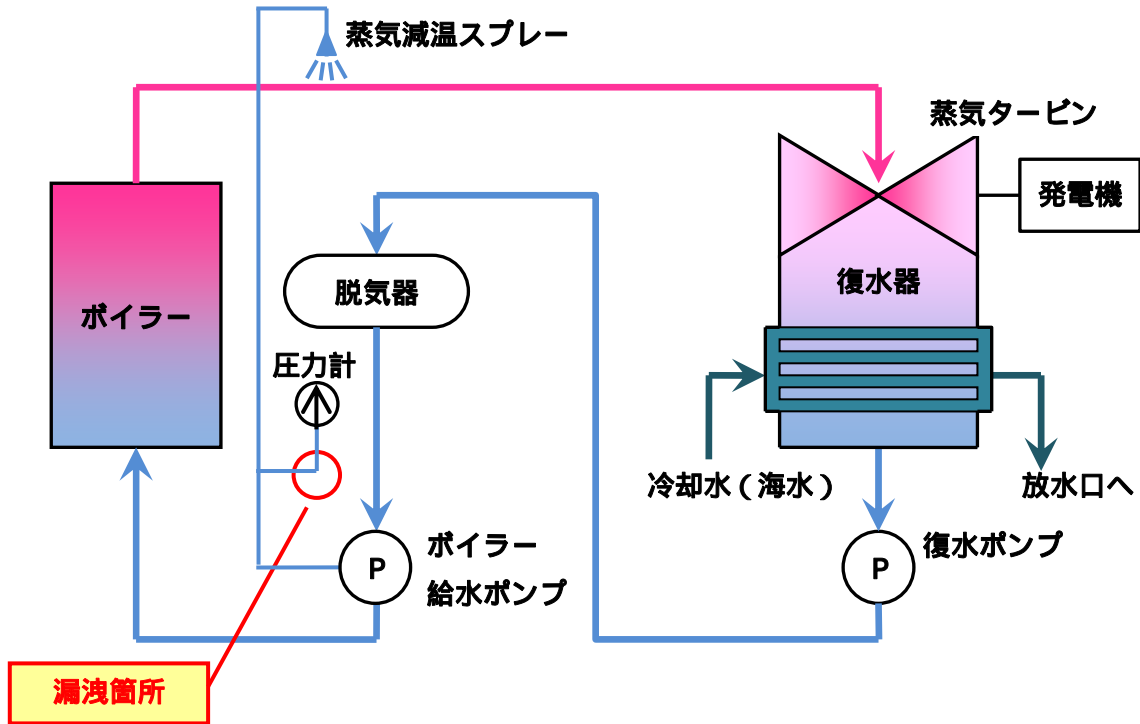 蒸気減温スプレー
蒸気タービン
発電機
ボイラー
脱気器
復水器
圧力計
冷却水（海水）
放水口へ
P
ボイラー
給水ポンプ
P
復水ポンプ
漏洩箇所